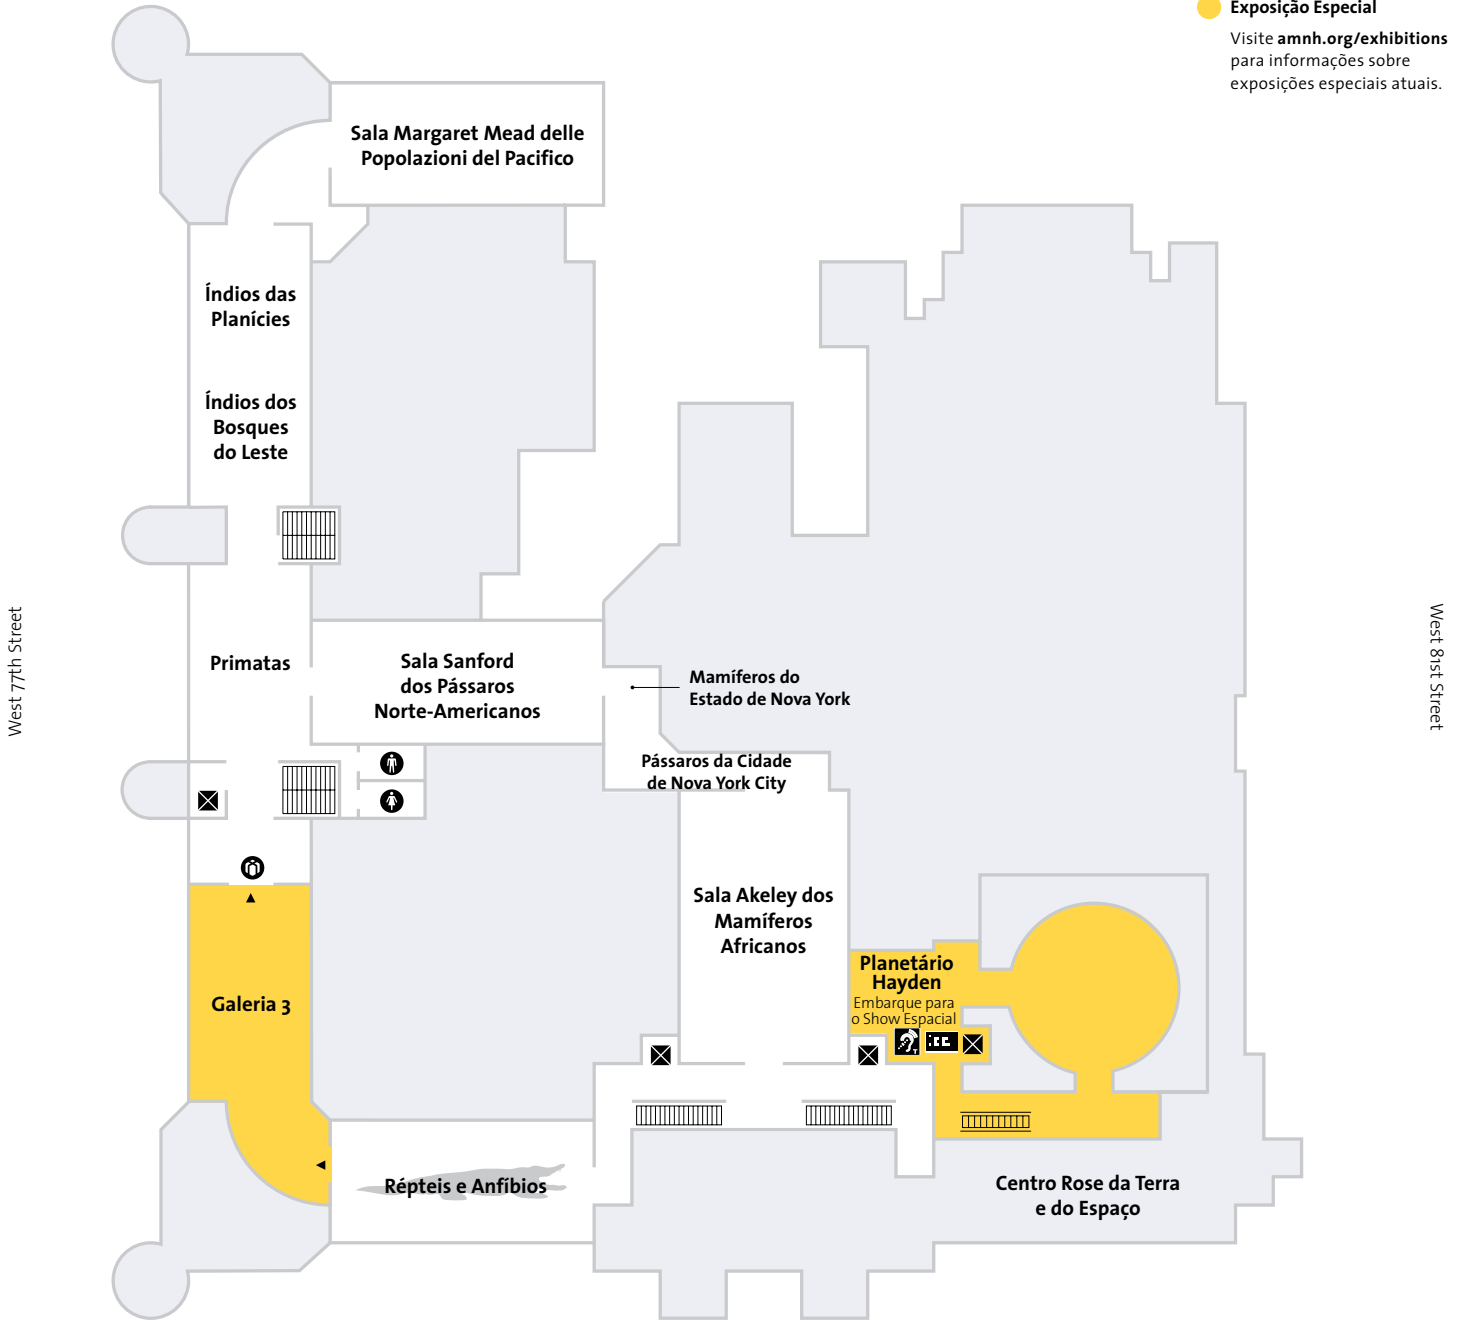 Exposição Especial
Visite amnh.org/exhibitions
para informações sobre
exposições especiais atuais.
Sala Margaret Mead delle
Popolazioni del Pacifico
Índios das
Planícies
Índios dos
Bosques
do Leste
West 77th Street
West 81st Street
Primatas
Sala Sanford
dos Pássaros
Norte-Americanos
Mamíferos do
Estado de Nova York
Pássaros da Cidade
de Nova York City
Sala Akeley dos
Mamíferos
Africanos
Planetário
Hayden
Embarque para
o Show Espacial
T
Galeria 3
Répteis e Anfíbios
Centro Rose da Terra
e do Espaço